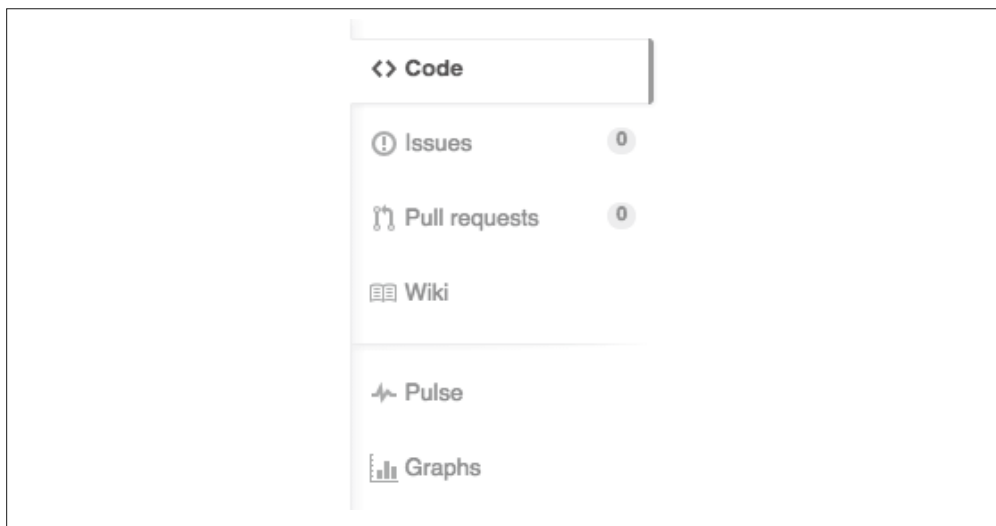 Code
Issues 0
Pull requests 0
Wiki
Pulse
Graphs